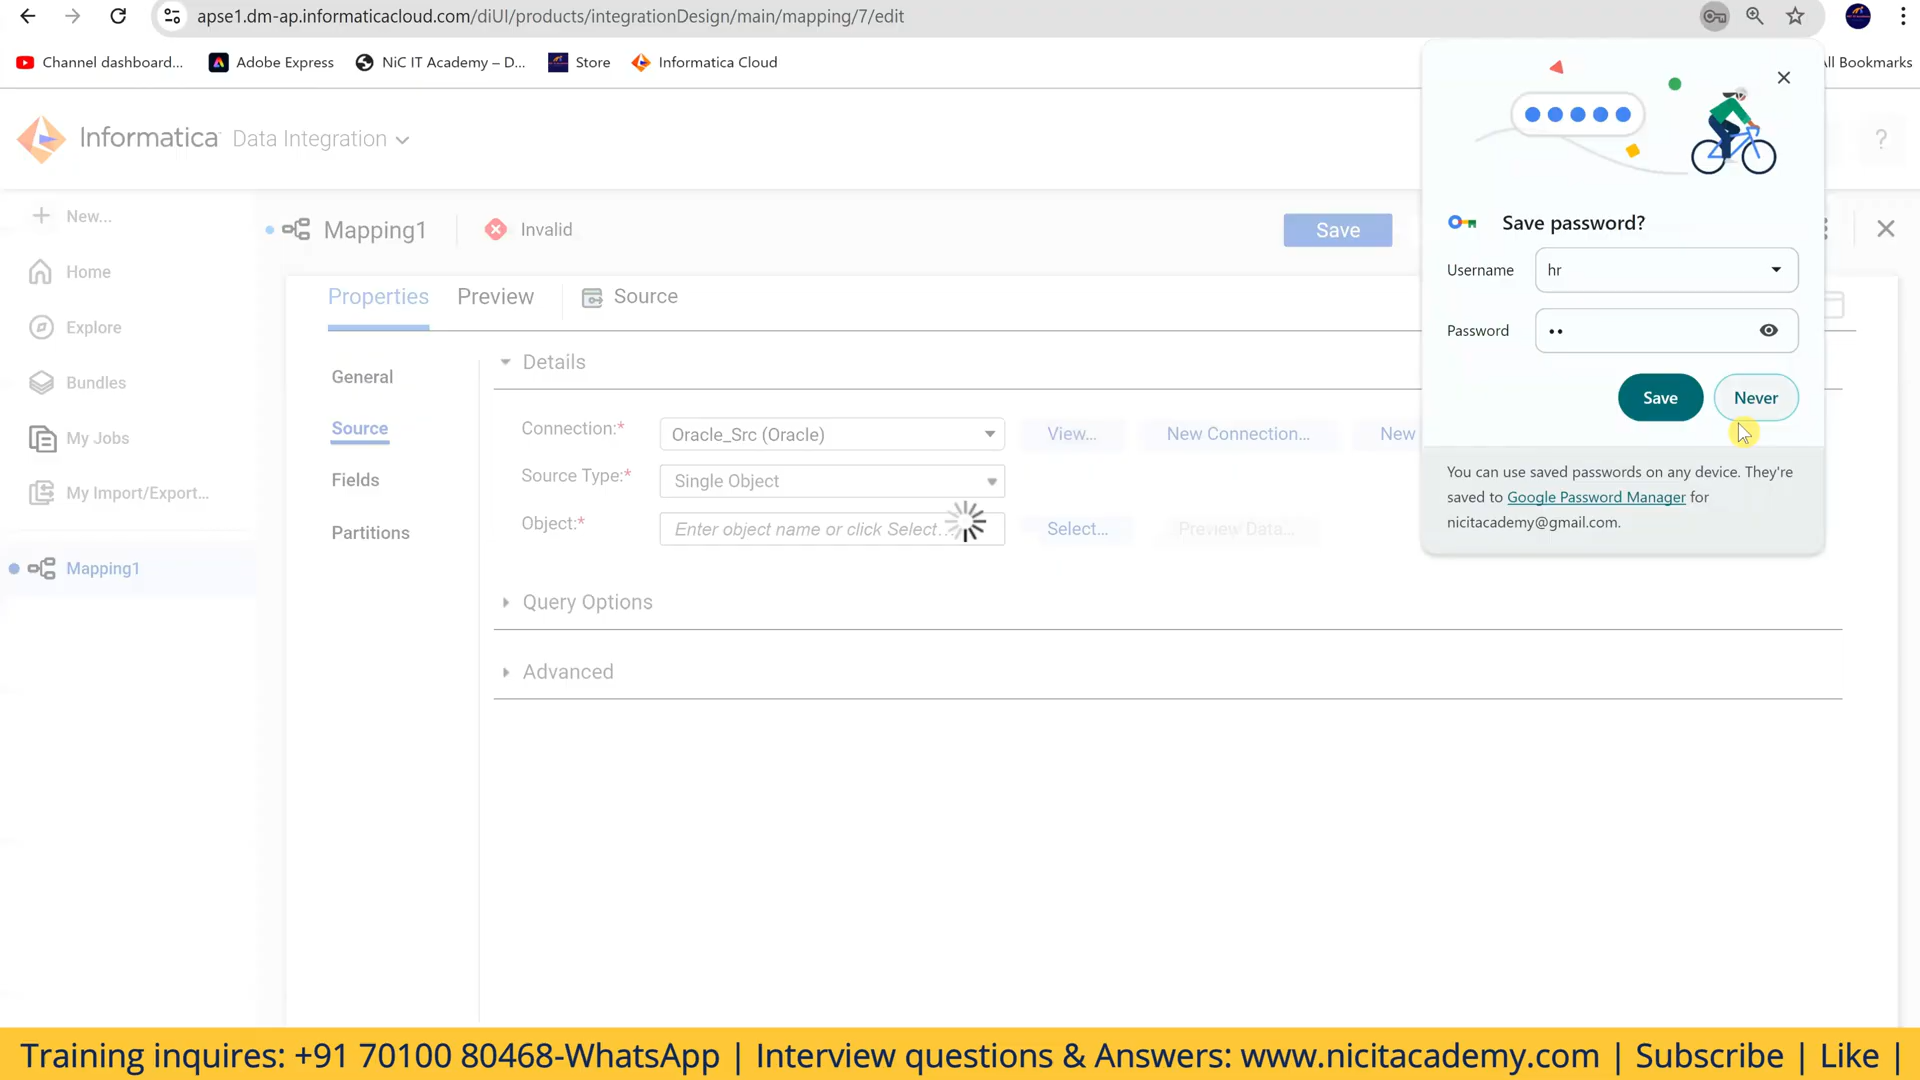 apse1.dm-ap.informaticacloud.com/diUI/products/integrationDesign/main/mapping/7/edit
Channel dashboard... Adobe Express NiC IT Academy – D... Store Informatica Cloud All Bookmarks
Informatica Data Integration ?
New...
Home
Explore
Bundles
My Jobs
My Import/Export...
Mapping1
Mapping1 Invalid Save
Properties Preview Source
General
Source
Fields
Partitions
Details
Connection:* Oracle_Src (Oracle) View... New Connection... New
Source Type:* Single Object
Object:* Enter object name or click Select... Select... Preview Data...
Query Options
Advanced
Save password?
Username hr
Password ••
Save Never
You can use saved passwords on any device. They're
saved to Google Password Manager for
nicitacademy@gmail.com.
Training inquires: +91 70100 80468-WhatsApp | Interview questions & Answers: www.nicitacademy.com | Subscribe | Like |